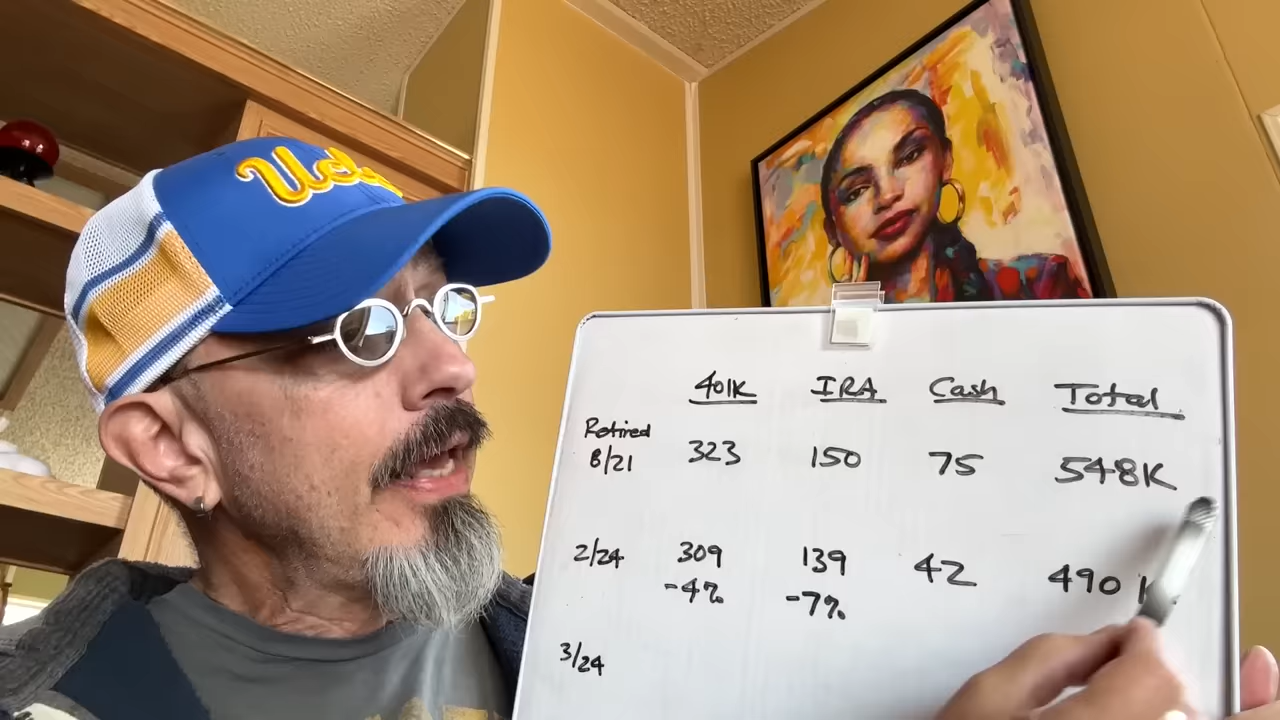 Ucla
401K IRA Cash Total
Retired
8/21 323 150 75 548K
2/24 309 139 42 490 K
-4% -7%
3/24